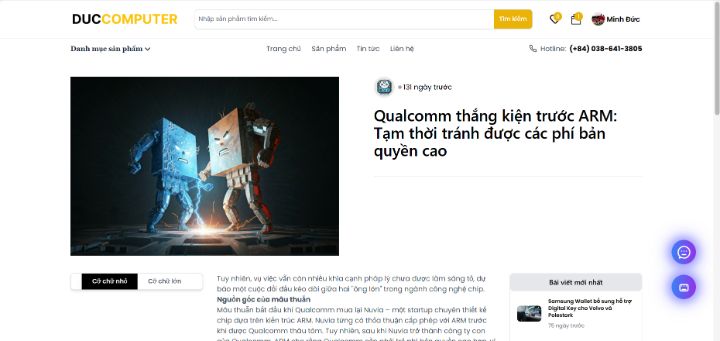 DUCCOMPUTER
Nhập sản phẩm tìm kiếm...
Tìm kiếm
Minh Đức
Danh mục sản phẩm
Trang chủ
Sản phẩm
Tin tức
Liên hệ
Hotline: (+84) 038-641-3805
• 131 ngày trước
Qualcomm thắng kiện trước ARM:
Tạm thời tránh được các phí bản
quyền cao
Cỡ chữ nhỏ
Cỡ chữ lớn
Tuy nhiên, vụ việc vẫn còn nhiều khía cạnh pháp lý chưa được làm sáng tỏ, dự
báo một cuộc đối đầu kéo dài giữa hai "ông lớn" trong ngành công nghệ chip.
Nguồn gốc của mâu thuẫn
Mâu thuẫn bắt đầu khi Qualcomm mua lại Nuvia – một startup chuyên thiết kế
chip dựa trên kiến trúc ARM. Nuvia từng có thỏa thuận cấp phép với ARM trước
khi được Qualcomm thâu tóm. Tuy nhiên, sau khi Nuvia trở thành công ty con
Bài viết mới nhất
Samsung Wallet bổ sung hỗ trợ
Digital Key cho Volvo và
Polestark
75 ngày trước